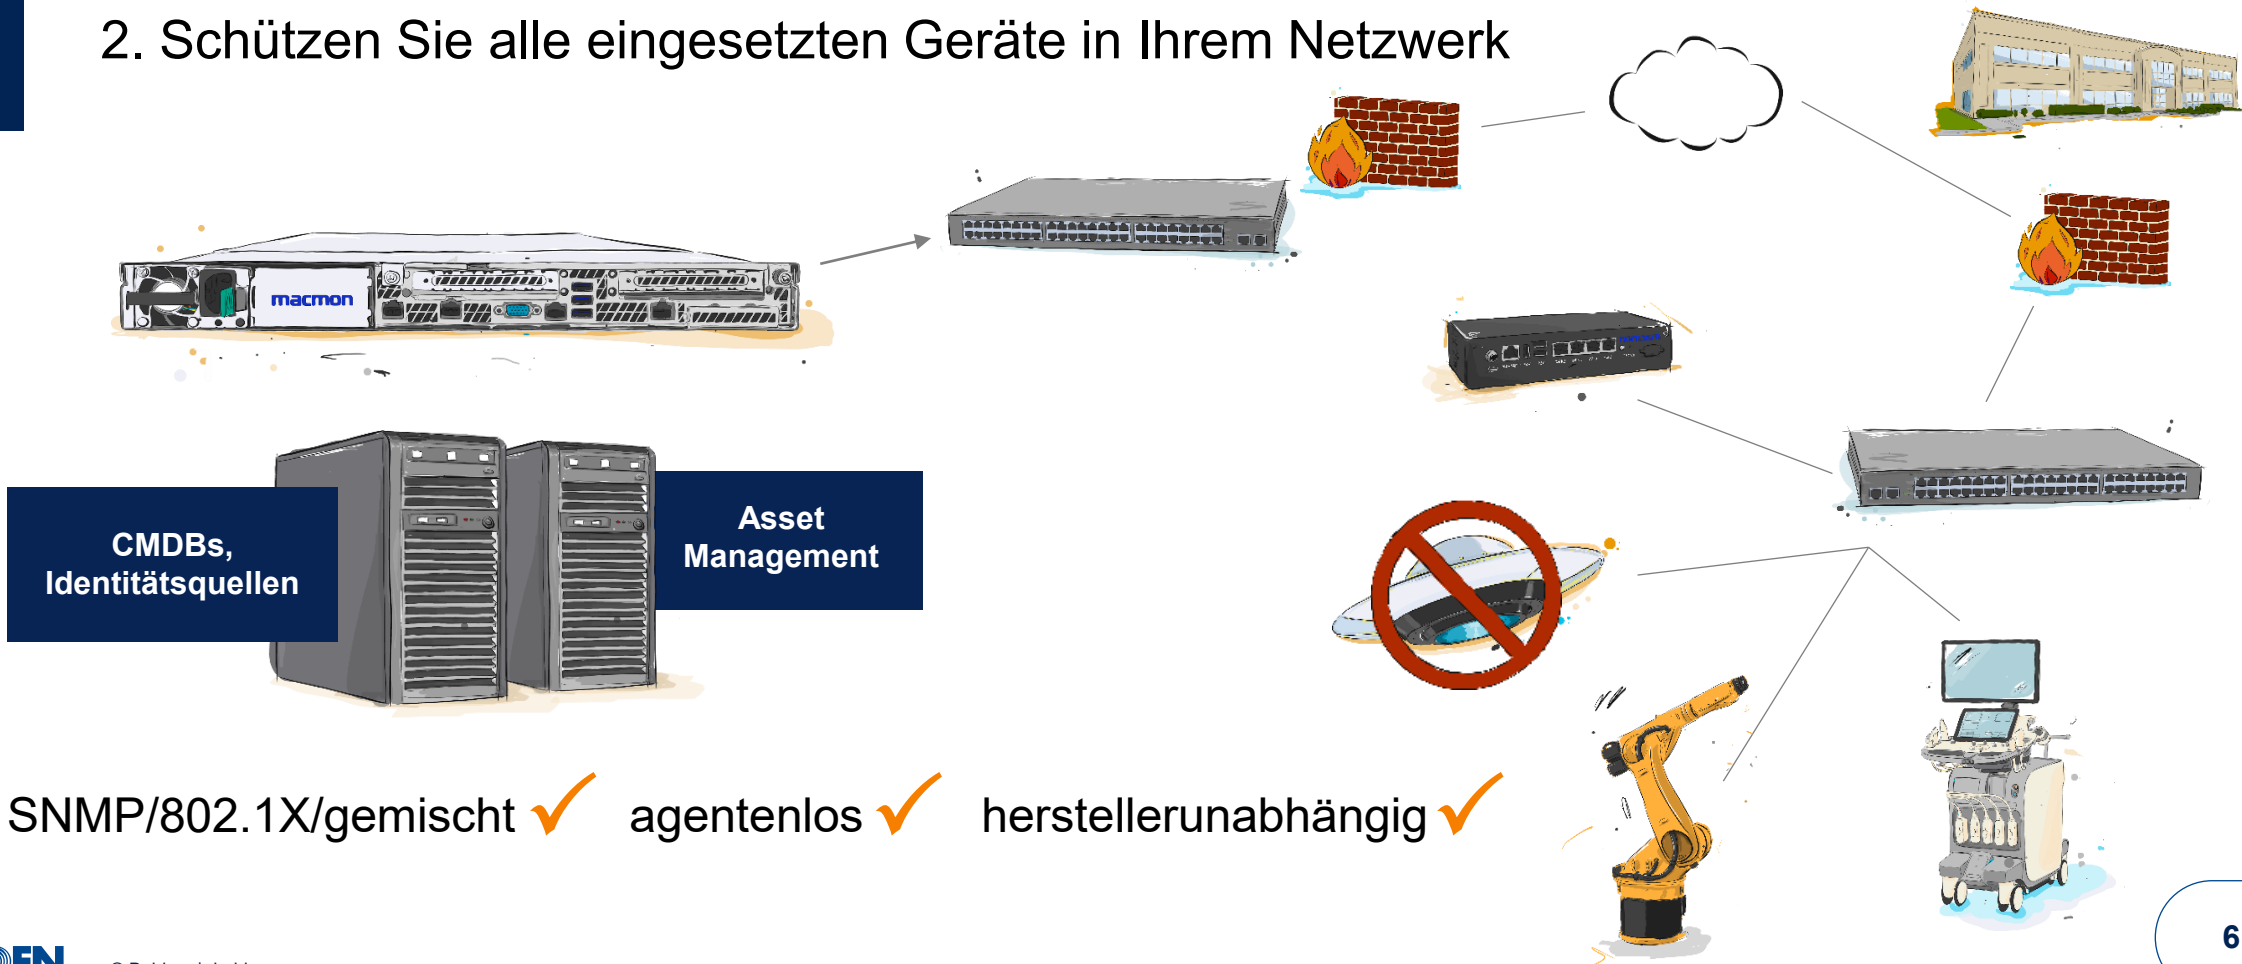 2. Schützen Sie alle eingesetzten Geräte in Ihrem Netzwerk
macmon
CMDBs,
Identitätsquellen
Asset
Management
SNMP/802.1X/gemischt
agentenlos
herstellerunabhängig
6